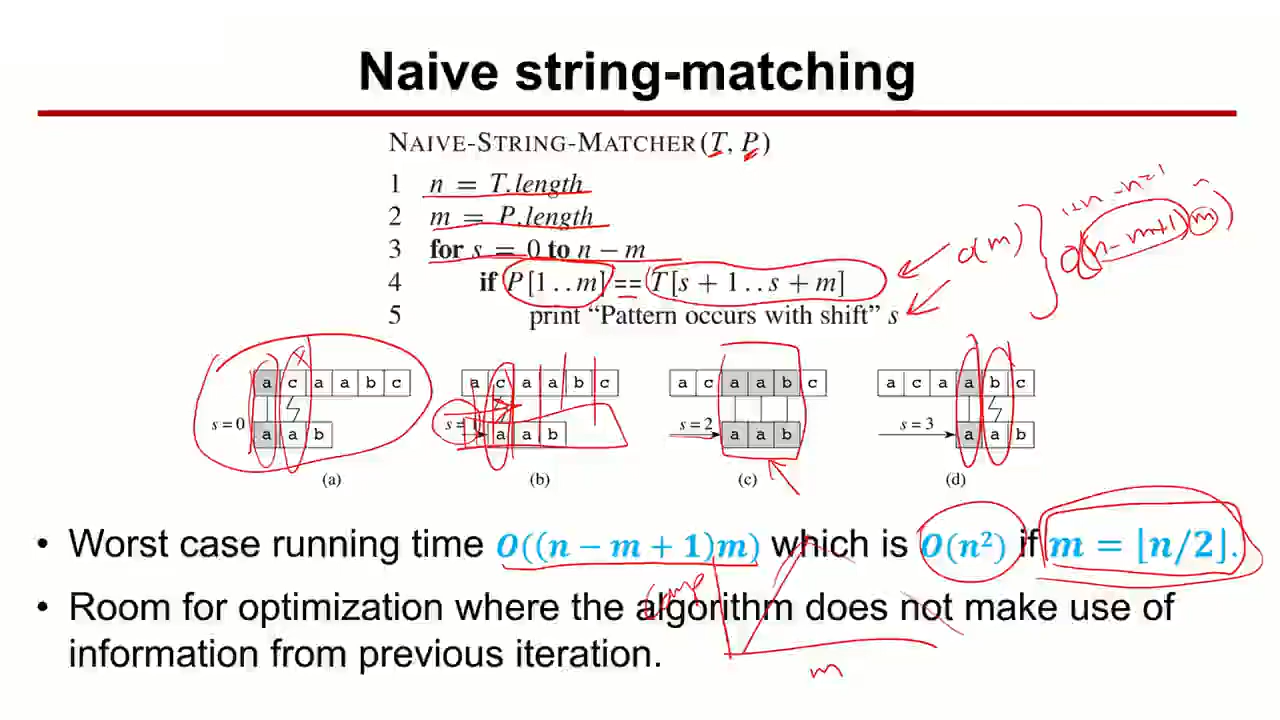 Naive string-matching
NAIVE-STRING-MATCHER(T, P)
1 n = T.length
2 m = P.length
3 for s = 0 to n − m
4 if P[1..m] == T[s + 1..s + m]
5 print “Pattern occurs with shift” s
O(m)
O((n-m+1)m)
a c a a b c
s = 0
a a b
(a)
a c a a b c
s = 1
a a b
(b)
a c a a b c
s = 2
a a b
(c)
a c a a b c
s = 3
a a b
(d)
• Worst case running time O((n − m + 1)m) which is O(n²) if m = ⌊n/2⌋.
• Room for optimization where the algorithm does not make use of
information from previous iteration.
m